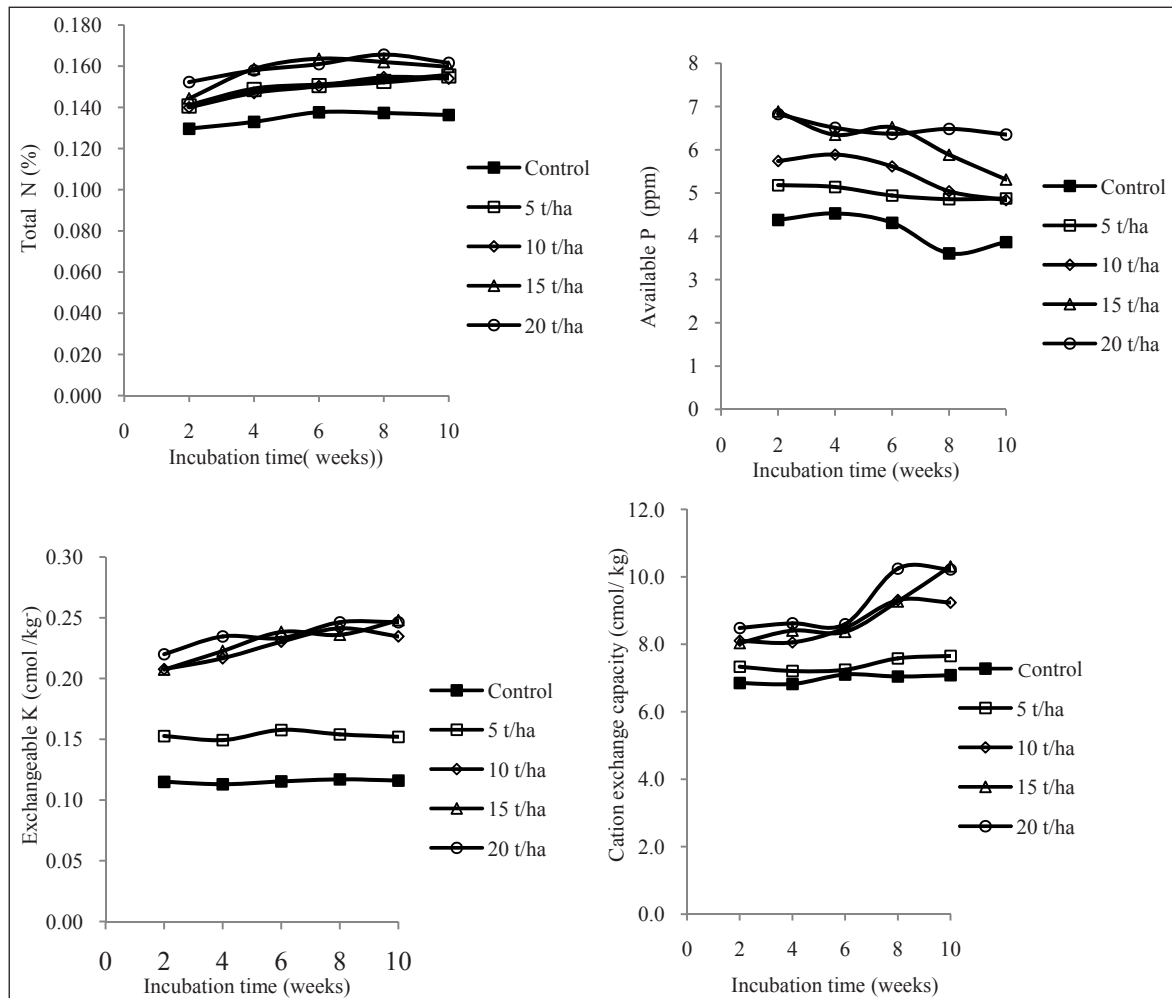 0.180
0.160
0.140
0.120
0.100
0.080
0.060
0.040
0.020
0.000
Total N (%)
0 2 4 6 8 10
Incubation time( weeks))
Control
5 t/ha
10 t/ha
15 t/ha
20 t/ha
8
7
6
5
4
3
2
1
0
Available P (ppm)
0 2 4 6 8 10
Incubation time (weeks)
Control
5 t/ha
10 t/ha
15 t/ha
20 t/ha
0.30
0.25
0.20
0.15
0.10
0.05
0.00
Exchangeable K (cmol /kg-)
0 2 4 6 8 10
Incubation time (weeks)
Control
5 t/ha
10 t/ha
15 t/ha
20 t/ha
12.0
10.0
8.0
6.0
4.0
2.0
0.0
Cation exchange capacity (cmol/ kg)
0 2 4 6 8 10
Incubation time (weeks)
Control
5 t/ha
10 t/ha
15 t/ha
20 t/ha